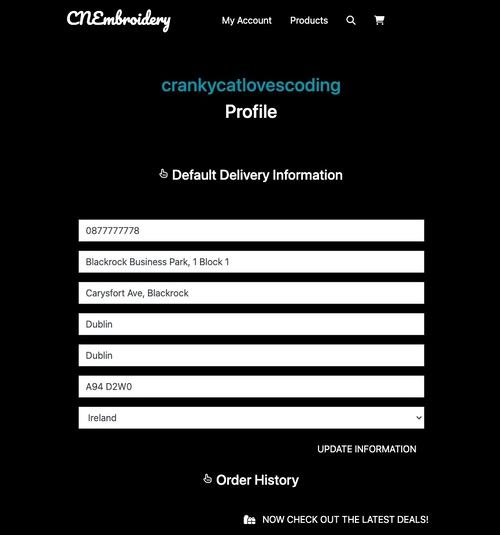 CNEmbroidery
My Account Products
crankycatlovescoding
Profile
Default Delivery Information
0877777778
Blackrock Business Park, 1 Block 1
Carysfort Ave, Blackrock
Dublin
Dublin
A94 D2W0
Ireland
UPDATE INFORMATION
Order History
NOW CHECK OUT THE LATEST DEALS!